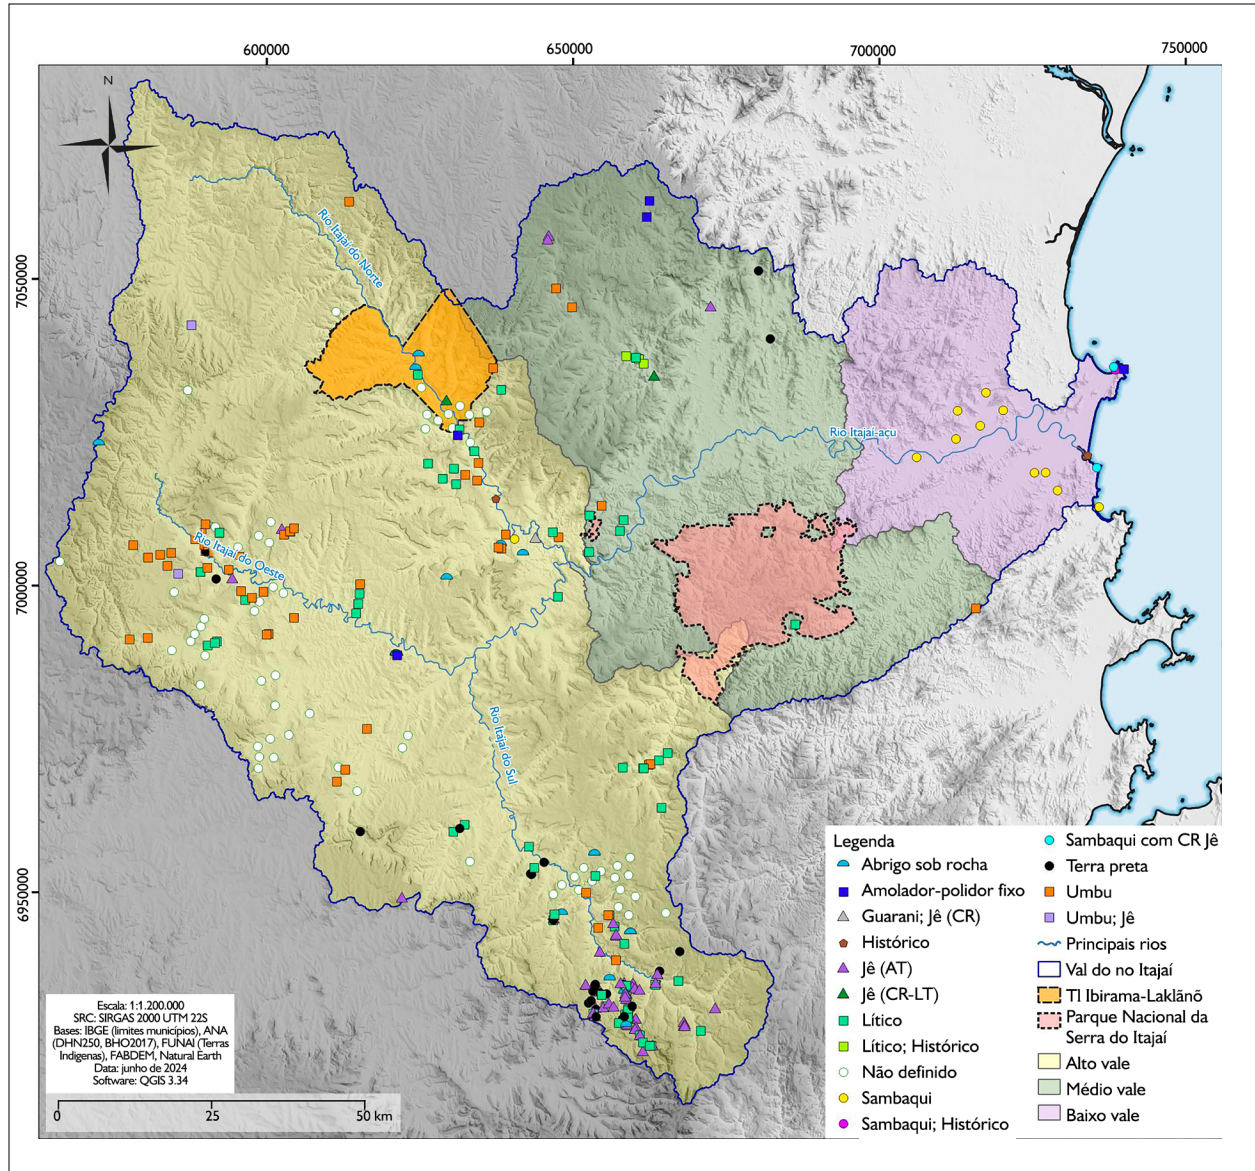 600000
650000
700000
750000
N
7050000
7000000
6950000
Rio Itajaí do Norte
Rio Itajaí-açu
Rio Itajaí do Oeste
Rio Itajaí do Sul
Escala: 1:1.200.000
SRC: SIRGAS 2000 UTM 22S
Bases: IBGE (limites municípios), ANA
(DHN250, BHO2017), FUNAI (Terras
Indígenas), FABDEM, Natural Earth
Data: junho de 2024
Software: QGIS 3.34
0 25 50 km
Legenda
Abrigo sob rocha
Amolador-polidor fixo
Guarani; Jê (CR)
Histórico
Jê (AT)
Jê (CR-LT)
Lítico
Lítico; Histórico
Não definido
Sambaqui
Sambaqui; Histórico
Sambaqui com CR Jê
Terra preta
Umbu
Umbu; Jê
Principais rios
Val do no Itajaí
TI Ibirama-Laklãnõ
Parque Nacional da
Serra do Itajaí
Alto vale
Médio vale
Baixo vale